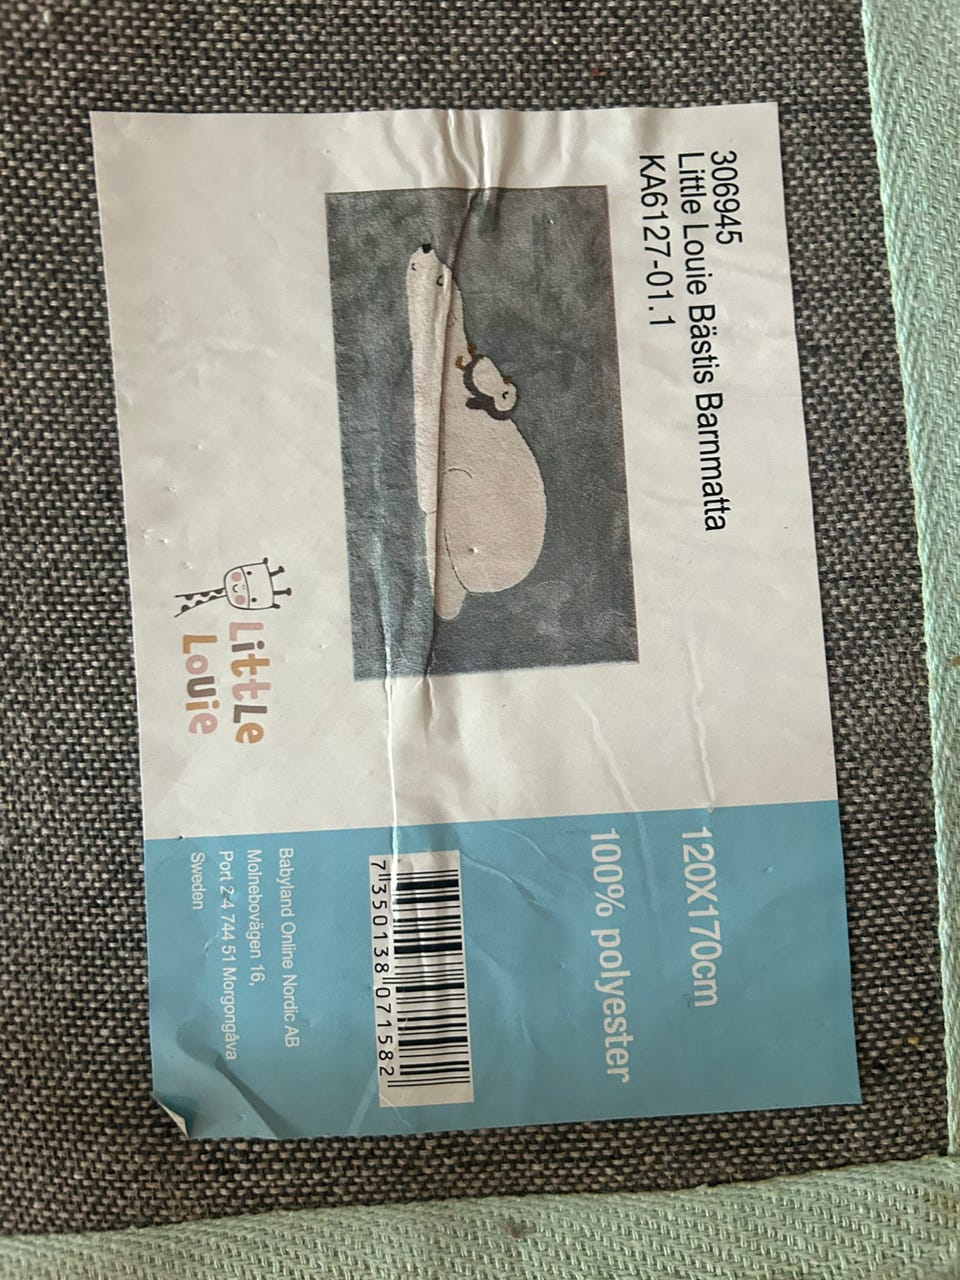 306945
Little Louie Bästis Barnmatta
KA6127-01.1
120X170cm
100% polyester
7350138071582
Little
Louie
Babyland Online Nordic AB
Molnebovägen 16,
Port 2-4 744 51 Morgongåva
Sweden